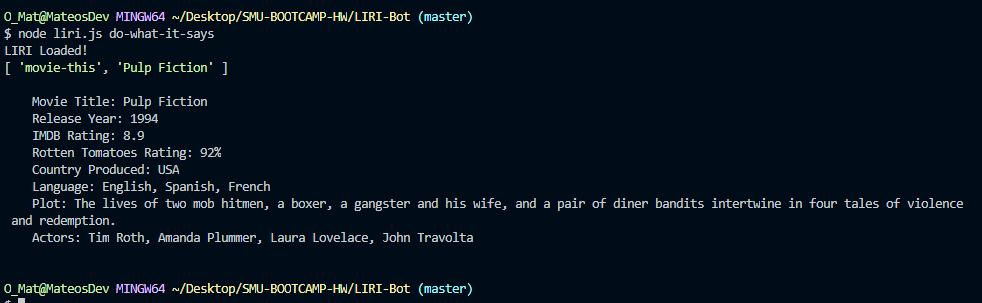 O_Mat@MateosDev MINGW64 ~/Desktop/SMU-BOOTCAMP-HW/LIRI-Bot (master)
$ node liri.js do-what-it-says
LIRI Loaded!
[ 'movie-this', 'Pulp Fiction' ]
Movie Title: Pulp Fiction
Release Year: 1994
IMDB Rating: 8.9
Rotten Tomatoes Rating: 92%
Country Produced: USA
Language: English, Spanish, French
Plot: The lives of two mob hitmen, a boxer, a gangster and his wife, and a pair of diner bandits intertwine in four tales of violence
and redemption.
Actors: Tim Roth, Amanda Plummer, Laura Lovelace, John Travolta
O_Mat@MateosDev MINGW64 ~/Desktop/SMU-BOOTCAMP-HW/LIRI-Bot (master)
$